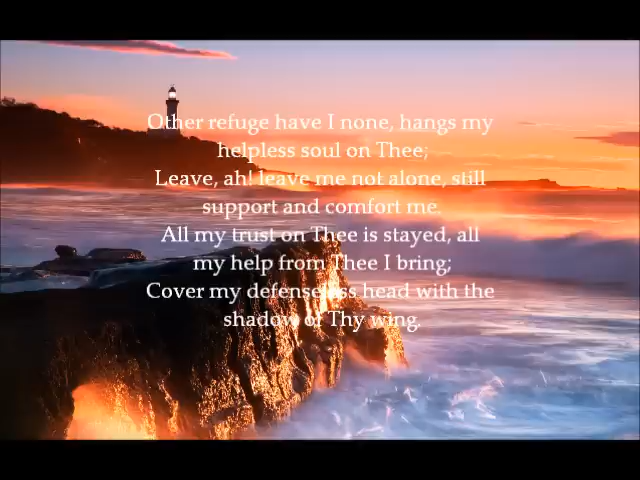 Other refuge have I none, hangs my
helpless soul on Thee;
Leave, ah! leave me not alone, still
support and comfort me.
All my trust on Thee is stayed, all
my help from Thee I bring;
Cover my defenseless head with the
shadow of Thy wing.